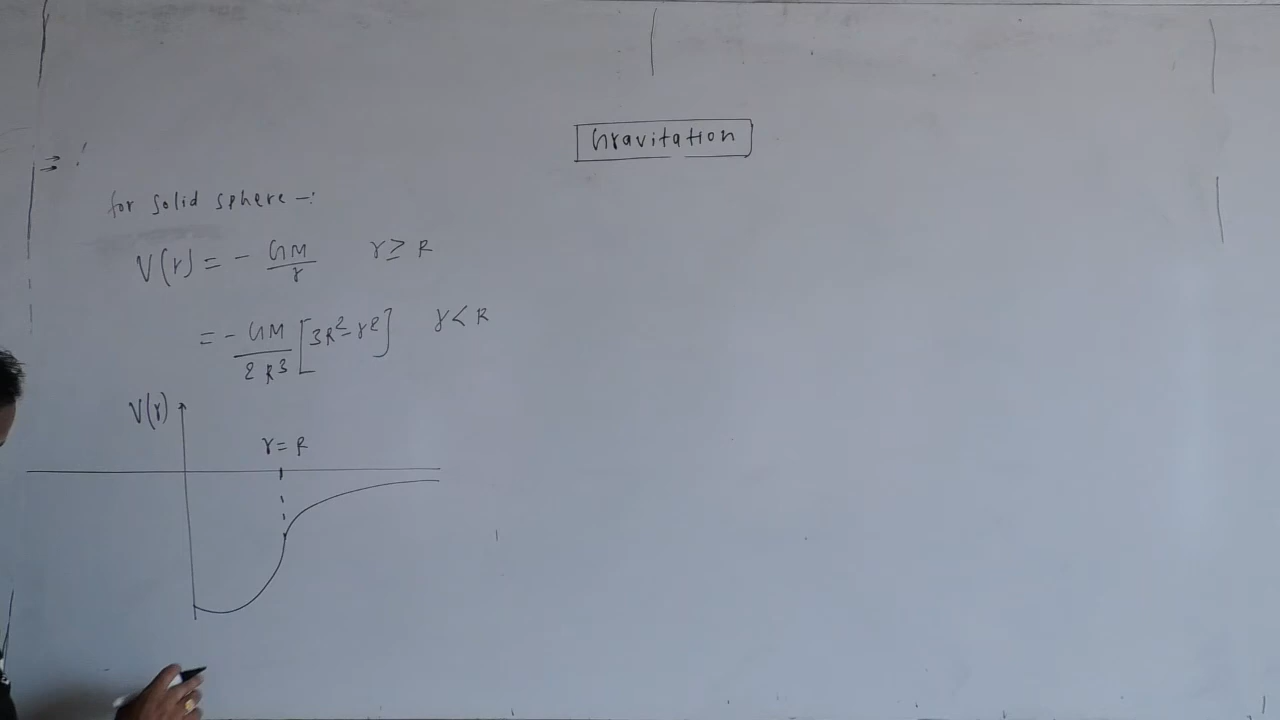 Gravitation
for solid sphere -:
V(r) = - GM/r r ≥ R
= - GM/2R³ [3R² - r²] r < R
V(r)
r = R